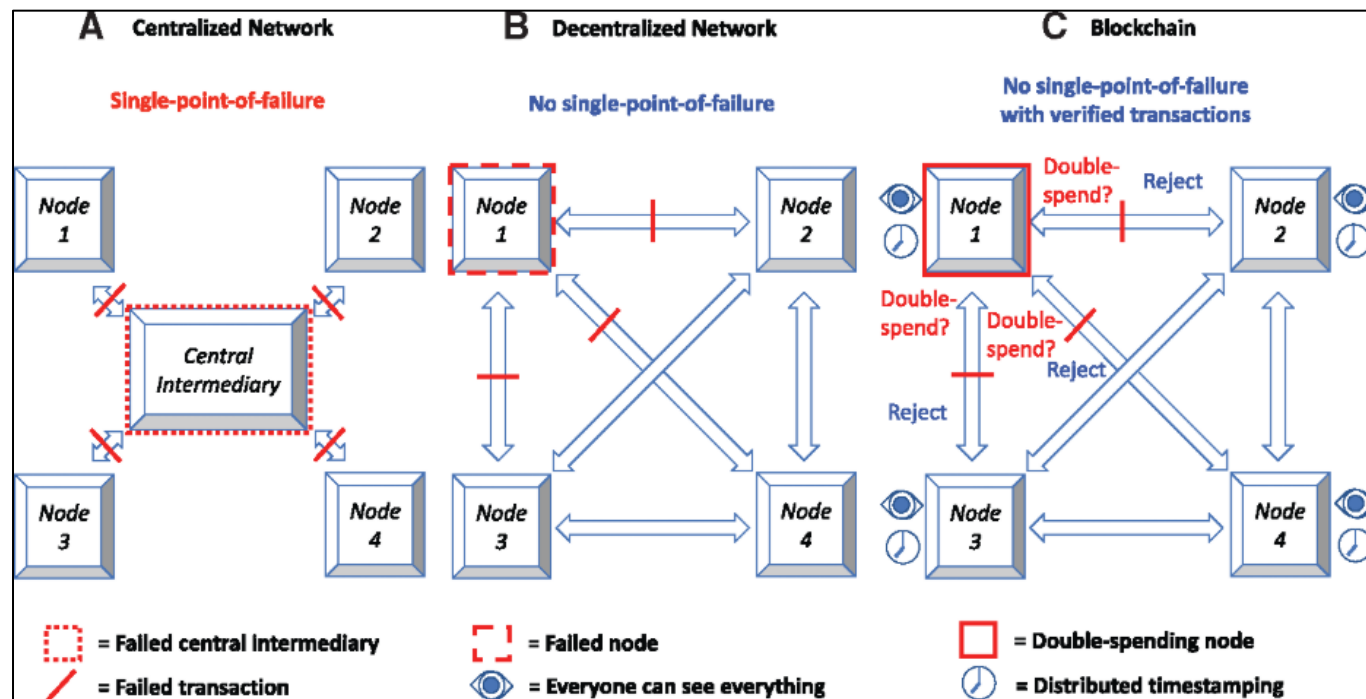 A Centralized Network
Single-point-of-failure
Node
1
Node
2
Central
Intermediary
Node
3
Node
4
B Decentralized Network
No single-point-of-failure
Node
1
Node
2
Node
3
Node
4
C Blockchain
No single-point-of-failure
with verified transactions
Node
1
Double-
spend?
Reject
Node
2
Double-
spend?
Double-
spend?
Reject
Reject
Node
3
Node
4
= Failed central intermediary
= Failed transaction
= Failed node
= Everyone can see everything
= Double-spending node
= Distributed timestamping